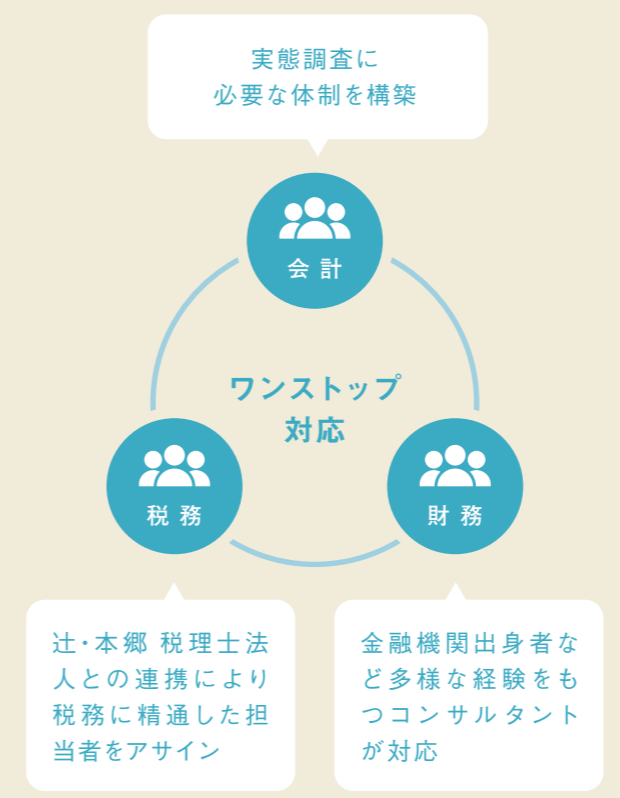 実態調査に
必要な体制を構築
会計
ワンストップ
対応
税務
財務
辻・本郷 税理士法
人との連携により
税務に精通した担
当者をアサイン
金融機関出身者な
ど多様な経験をも
つコンサルタント
が対応